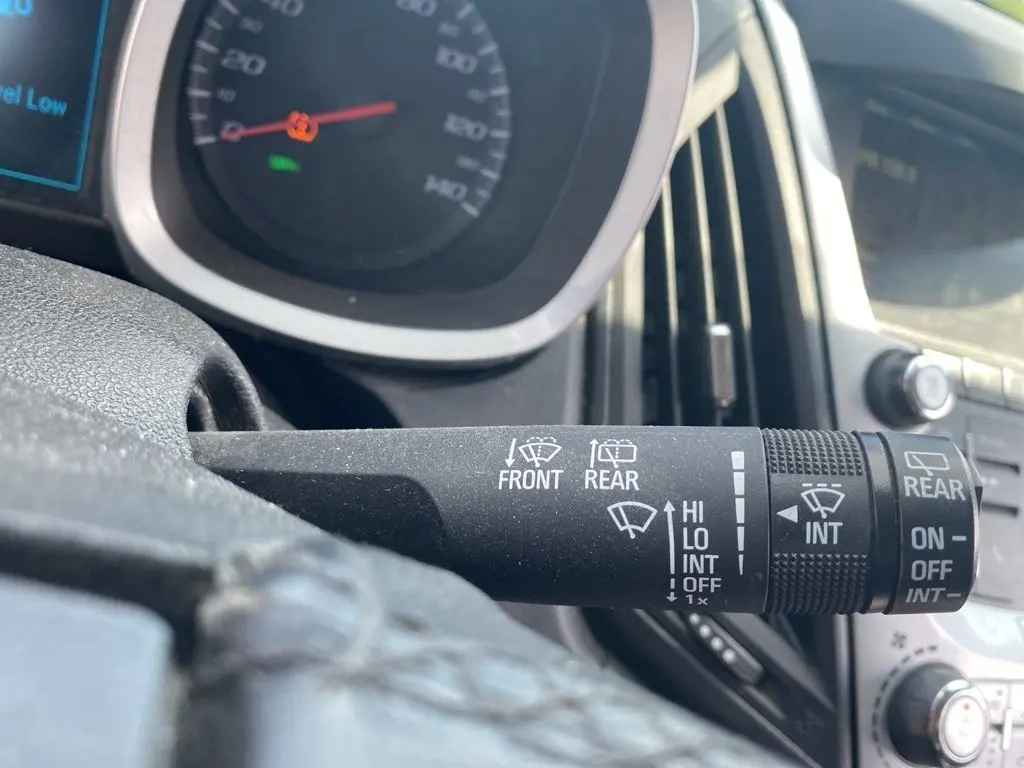 40
80
20
100
Low
0
120
140
FRONT
REAR
HI
LO
INT
OFF
1x
INT
REAR
ON
OFF
INT